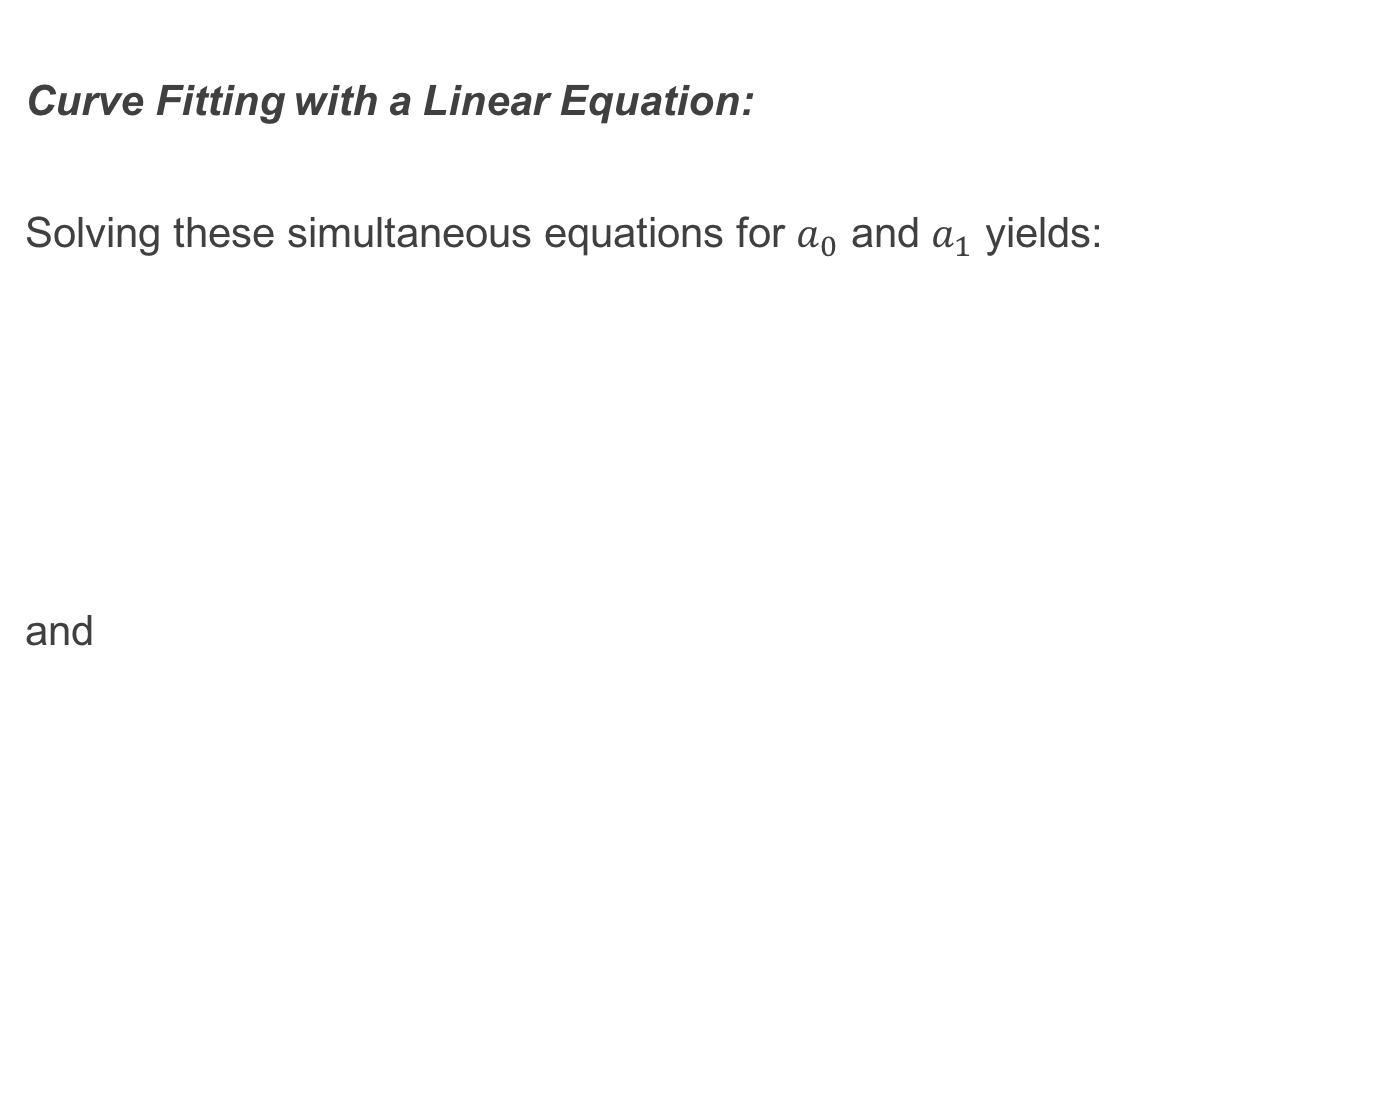 Curve Fitting with a Linear Equation:
Solving these simultaneous equations for a₀ and a₁ yields:
and